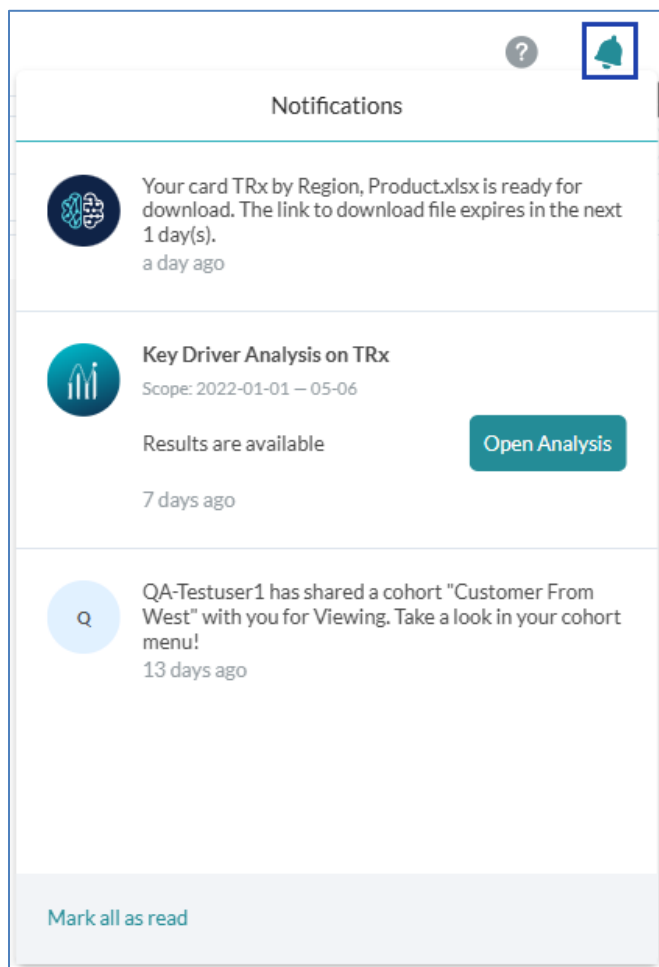 ?
Notifications
Your card TRx by Region, Product.xlsx is ready for
download. The link to download file expires in the next
1 day(s).
a day ago
Key Driver Analysis on TRx
Scope: 2022-01-01 — 05-06
Results are available
Open Analysis
7 days ago
QA-Testuser1 has shared a cohort "Customer From
Q
West" with you for Viewing. Take a look in your cohort
menu!
13 days ago
Mark all as read